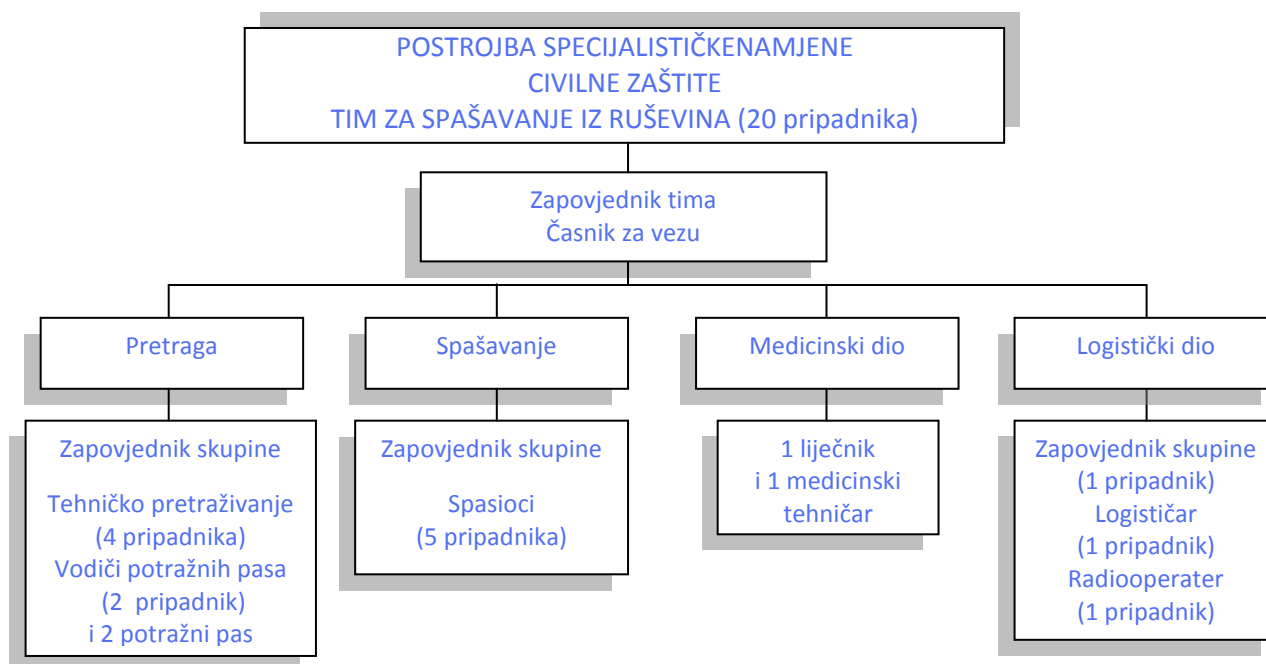 POSTROJBA SPECIJALISTIČKENAMJENE
CIVILNE ZAŠTITE
TIM ZA SPAŠAVANJE IZ RUŠEVINA (20 pripadnika)
Zapovjednik tima
Časnik za vezu
Pretraga
Spašavanje
Medicinski dio
Logistički dio
Zapovjednik skupine
Tehničko pretraživanje
(4 pripadnika)
Vodiči potražnih pasa
(2 pripadnik)
i 2 potražni pas
Zapovjednik skupine
Spasioci
(5 pripadnika)
1 liječnik
i 1 medicinski
tehničar
Zapovjednik skupine
(1 pripadnik)
Logističar
(1 pripadnik)
Radiooperater
(1 pripadnik)